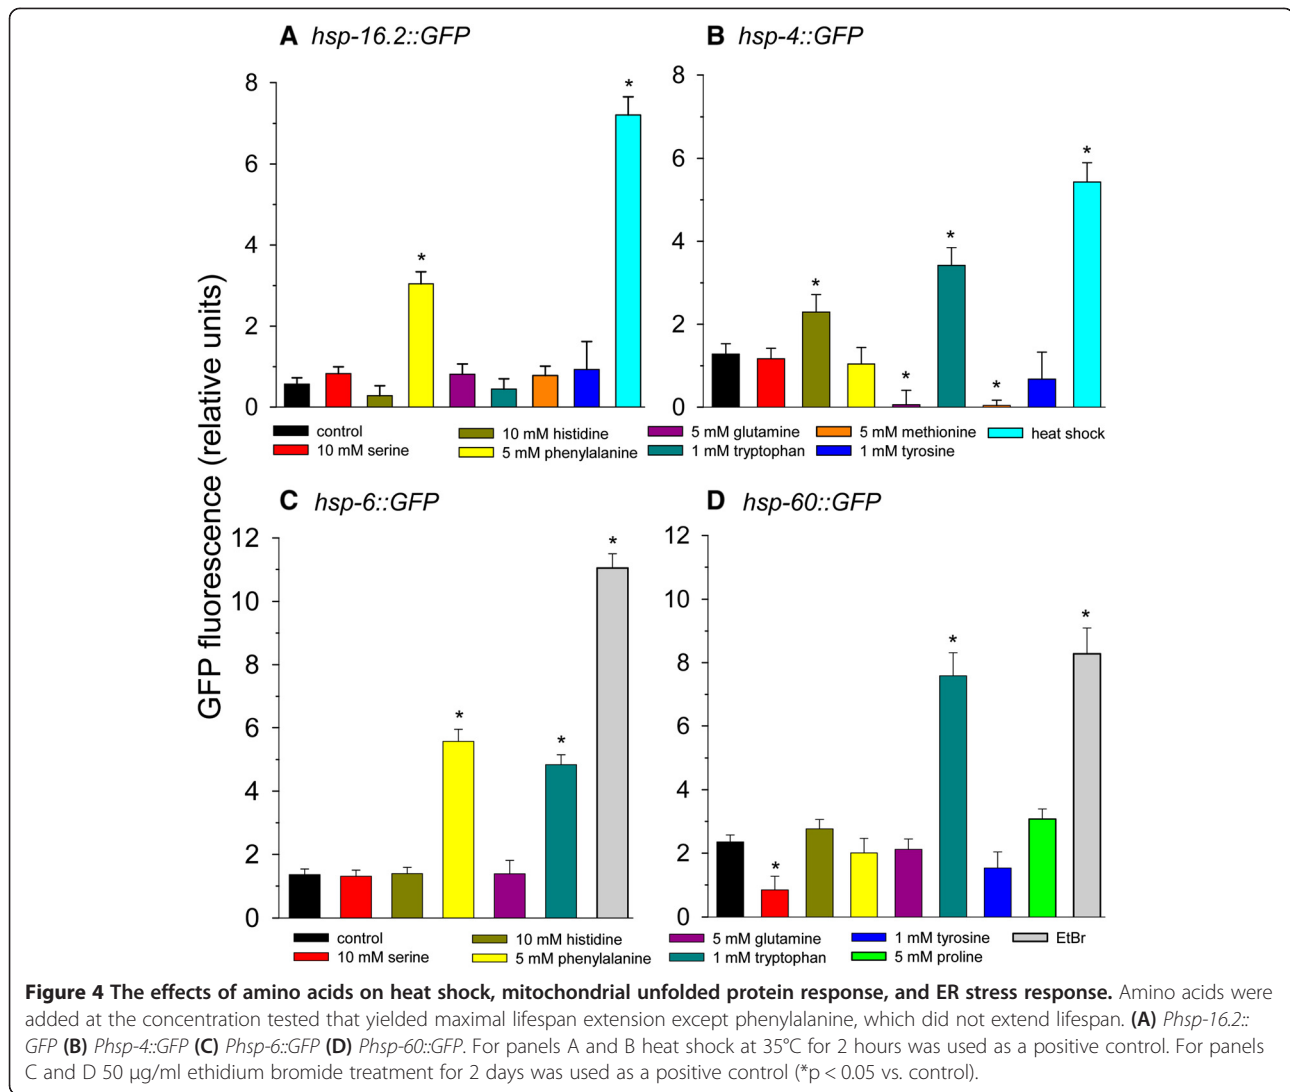 A hsp-16.2::GFP
B hsp-4::GFP
GFP fluorescence (relative units)
8
6
4
2
0
*
*
8
6
4
2
0
*
*
*
*
*
control
10 mM serine
10 mM histidine
5 mM phenylalanine
5 mM glutamine
1 mM tryptophan
5 mM methionine
1 mM tyrosine
heat shock
C hsp-6::GFP
D hsp-60::GFP
12
10
8
6
4
2
0
*
*
*
12
10
8
6
4
2
0
*
*
*
control
10 mM serine
10 mM histidine
5 mM phenylalanine
5 mM glutamine
1 mM tryptophan
1 mM tyrosine
5 mM proline
EtBr
Figure 4 The effects of amino acids on heat shock, mitochondrial unfolded protein response, and ER stress response. Amino acids were
added at the concentration tested that yielded maximal lifespan extension except phenylalanine, which did not extend lifespan. (A) Phsp-16.2::
GFP (B) Phsp-4::GFP (C) Phsp-6::GFP (D) Phsp-60::GFP. For panels A and B heat shock at 35°C for 2 hours was used as a positive control. For panels
C and D 50 μg/ml ethidium bromide treatment for 2 days was used as a positive control (*p < 0.05 vs. control).